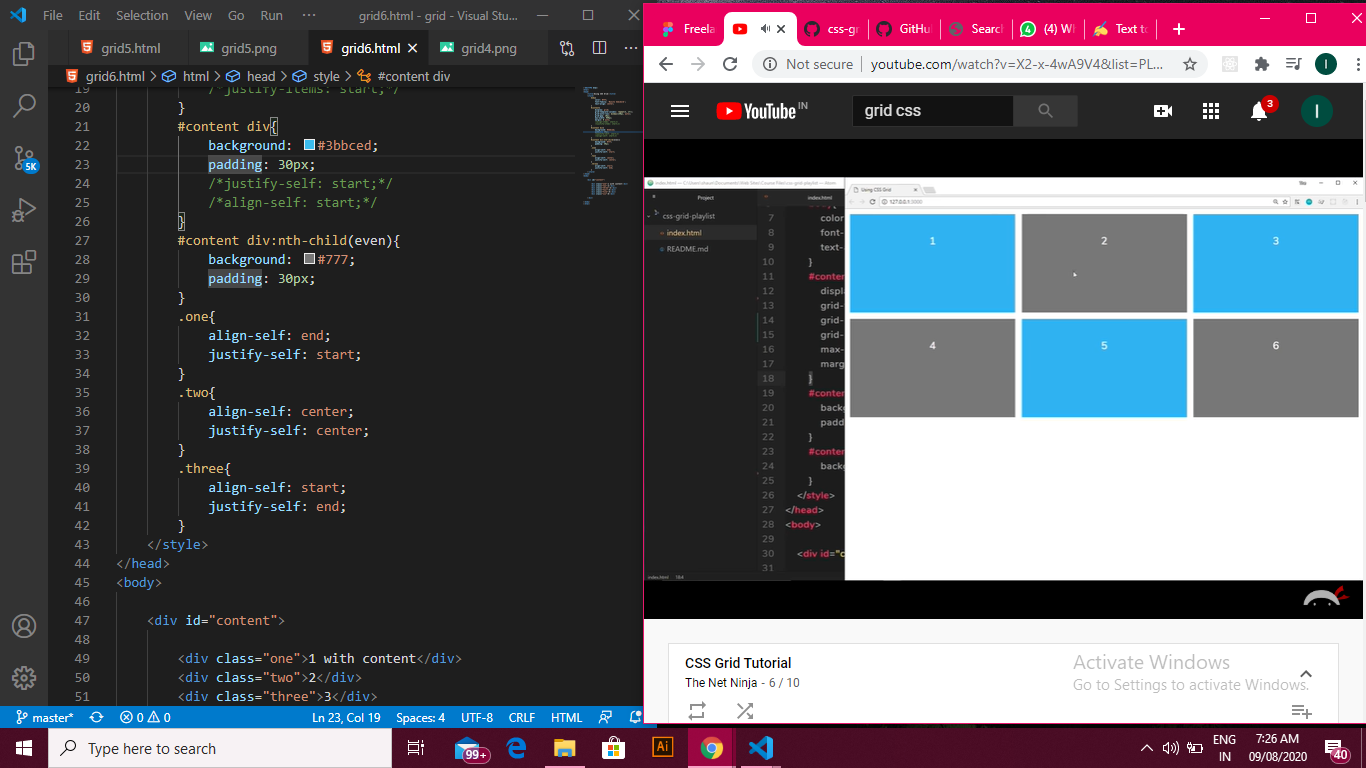 File Edit Selection View Go Run ··· grid6.html - grid - Visual Stu...
grid5.html grid5.png grid6.html grid4.png
grid6.html > html > head > style > #content div
19 /*justify-items: start;*/
20 }
21 #content div{
22 background: #3bbced;
23 padding: 30px;
24 /*justify-self: start;*/
25 /*align-self: start;*/
26 }
27 #content div:nth-child(even){
28 background: #777;
29 padding: 30px;
30 }
31 .one{
32 align-self: end;
33 justify-self: start;
34 }
35 .two{
36 align-self: center;
37 justify-self: center;
38 }
39 .three{
40 align-self: start;
41 justify-self: end;
42 }
43 </style>
44 </head>
45 <body>
46
47 <div id="content">
48
49 <div class="one">1 with content</div>
50 <div class="two">2</div>
51 <div class="three">3</div>
5K
master* 0 0 Ln 23, Col 19 Spaces: 4 UTF-8 CRLF HTML
Freela css-gr GitHu Searc (4) W Text to
Not secure youtube.com/watch?v=X2-x-4wA9V4&list=PL...
I
YouTube IN grid css 3 I
Project index.html
css-grid-playlist
index.html
README.md
7 color
8 font-
9 text-
10 }
11 #conten
12 displa
13 grid-
14 grid-
15 grid-
16 max-
17 marg
18 }
19 #conten
20 backg
21 padd
22 }
23 #conten
24 backg
25 }
26 </style>
27 </head>
28 <body>
29
30 <div id="c
31
Using CSS Grid
127.0.0.1:3000
1 2 3
4 5 6
CSS Grid Tutorial
The Net Ninja - 6 / 10
Activate Windows
Go to Settings to activate Windows.
Type here to search
99+
Ai
ENG
IN
7:26 AM
09/08/2020
40